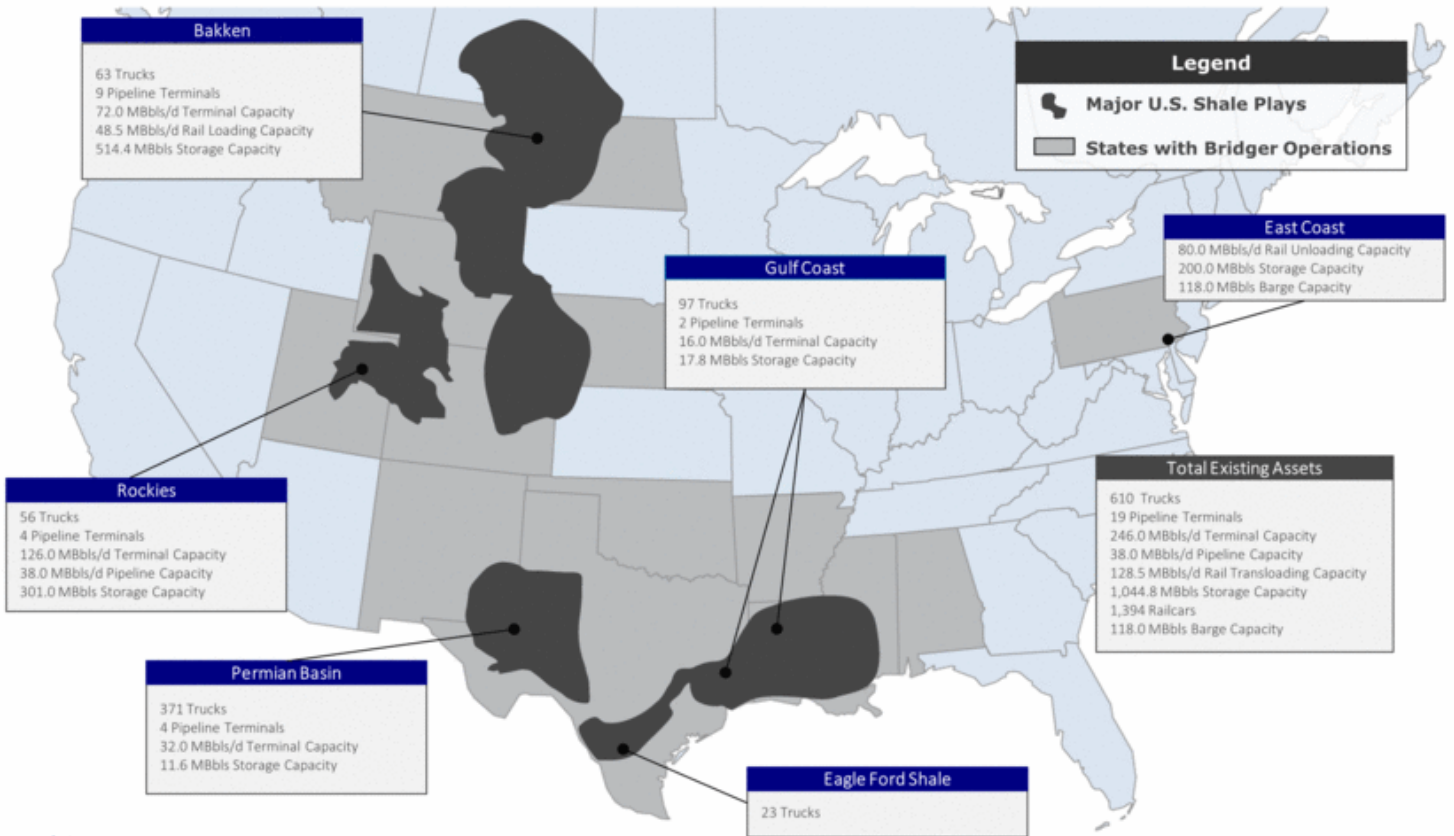 Bakken
63 Trucks
9 Pipeline Terminals
72.0 MBbls/d Terminal Capacity
48.5 MBbls/d Rail Loading Capacity
514.4 MBbls Storage Capacity
Legend
Major U.S. Shale Plays
States with Bridger Operations
East Coast
80.0 MBbls/d Rail Unloading Capacity
200.0 MBbls Storage Capacity
118.0 MBbls Barge Capacity
Gulf Coast
97 Trucks
2 Pipeline Terminals
16.0 MBbls/d Terminal Capacity
17.8 MBbls Storage Capacity
Rockies
56 Trucks
4 Pipeline Terminals
126.0 MBbls/d Terminal Capacity
38.0 MBbls/d Pipeline Capacity
301.0 MBbls Storage Capacity
Total Existing Assets
610 Trucks
19 Pipeline Terminals
246.0 MBbls/d Terminal Capacity
38.0 MBbls/d Pipeline Capacity
128.5 MBbls/d Rail Transloading Capacity
1,044.8 MBbls Storage Capacity
1,394 Railcars
118.0 MBbls Barge Capacity
Permian Basin
371 Trucks
4 Pipeline Terminals
32.0 MBbls/d Terminal Capacity
11.6 MBbls Storage Capacity
Eagle Ford Shale
23 Trucks